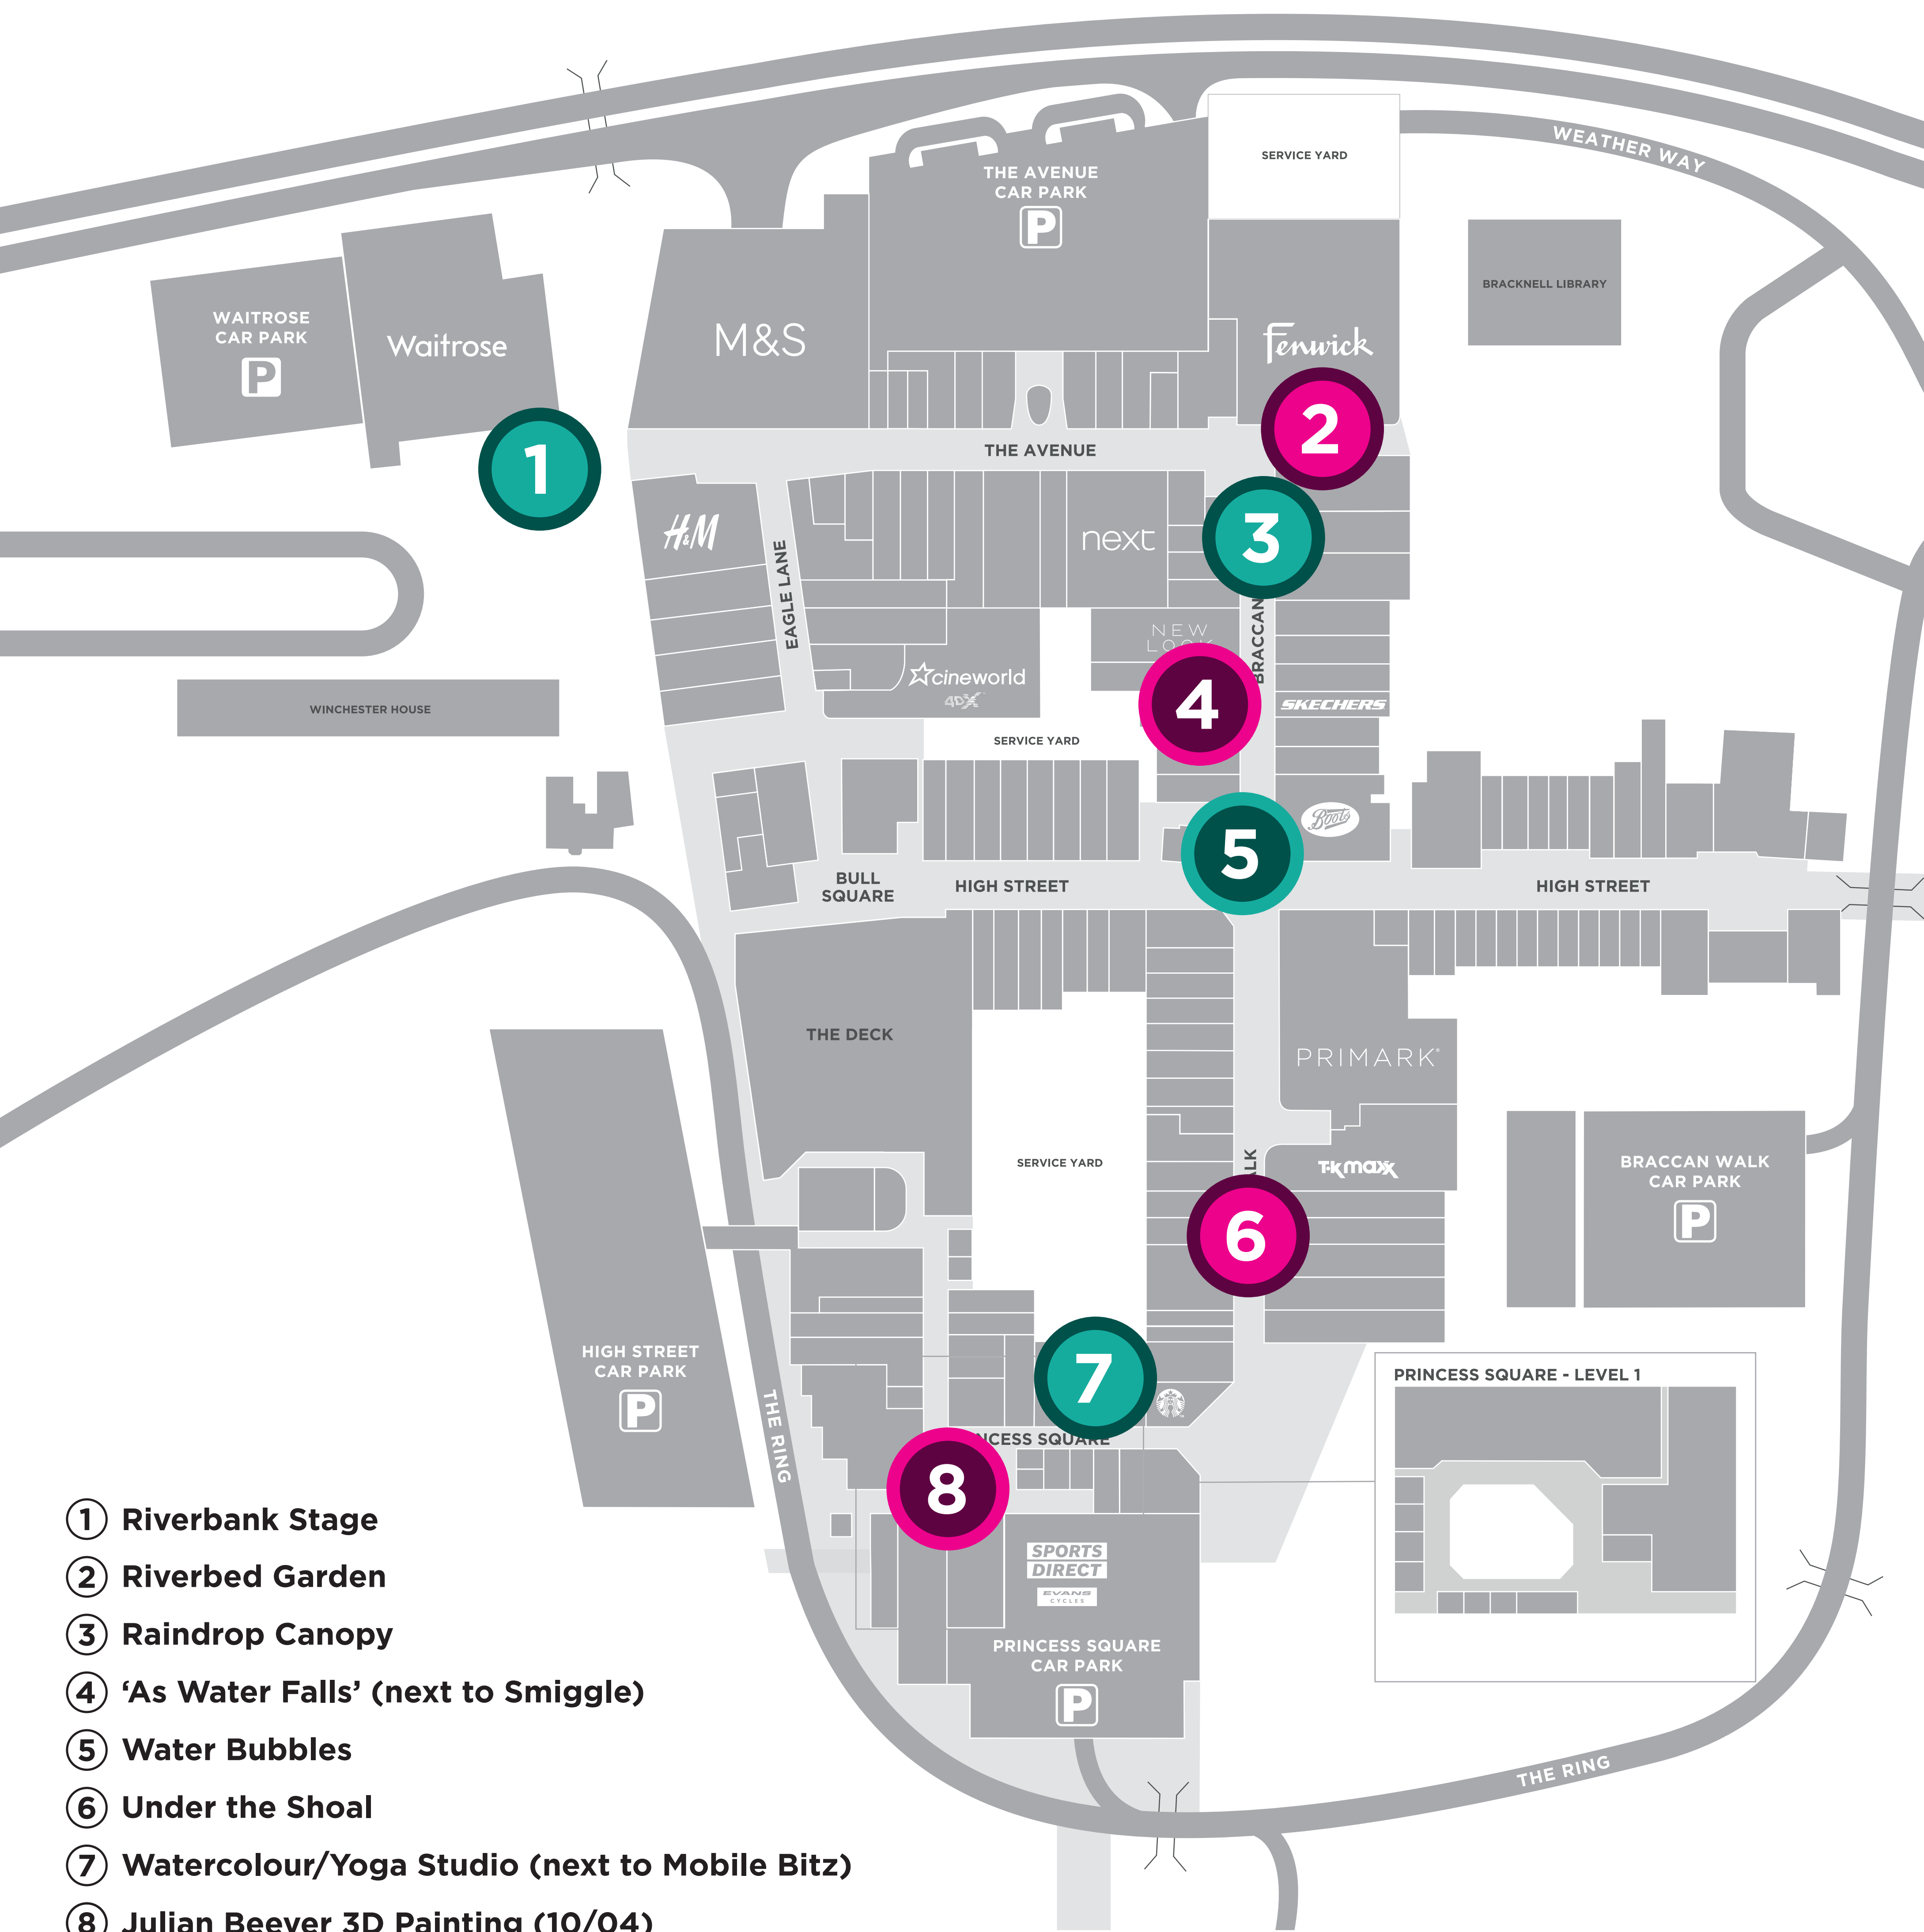 WEATHER WAY
SERVICE YARD
THE AVENUE
CAR PARK
P
BRACKNELL LIBRARY
WAITROSE
CAR PARK
P
Waitrose
M&S
Fenwick
1
2
THE AVENUE
H&M
EAGLE LANE
next
3
BRACCAN
NEW
LOOK
cineworld
4DX
4
SKECHERS
WINCHESTER HOUSE
SERVICE YARD
Boots
5
BULL
SQUARE
HIGH STREET
HIGH STREET
THE DECK
PRIMARK
SERVICE YARD
TK maxx
BRACCAN WALK
CAR PARK
P
6
HIGH STREET
CAR PARK
P
THE RING
7
PRINCESS SQUARE - LEVEL 1
NCESS SQUARE
8
SPORTS
DIRECT
EVANS
CYCLES
PRINCESS SQUARE
CAR PARK
P
THE RING
1 Riverbank Stage
2 Riverbed Garden
3 Raindrop Canopy
4 ‘As Water Falls’ (next to Smiggle)
5 Water Bubbles
6 Under the Shoal
7 Watercolour/Yoga Studio (next to Mobile Bitz)
8 Julian Beever 3D Painting (10/04)